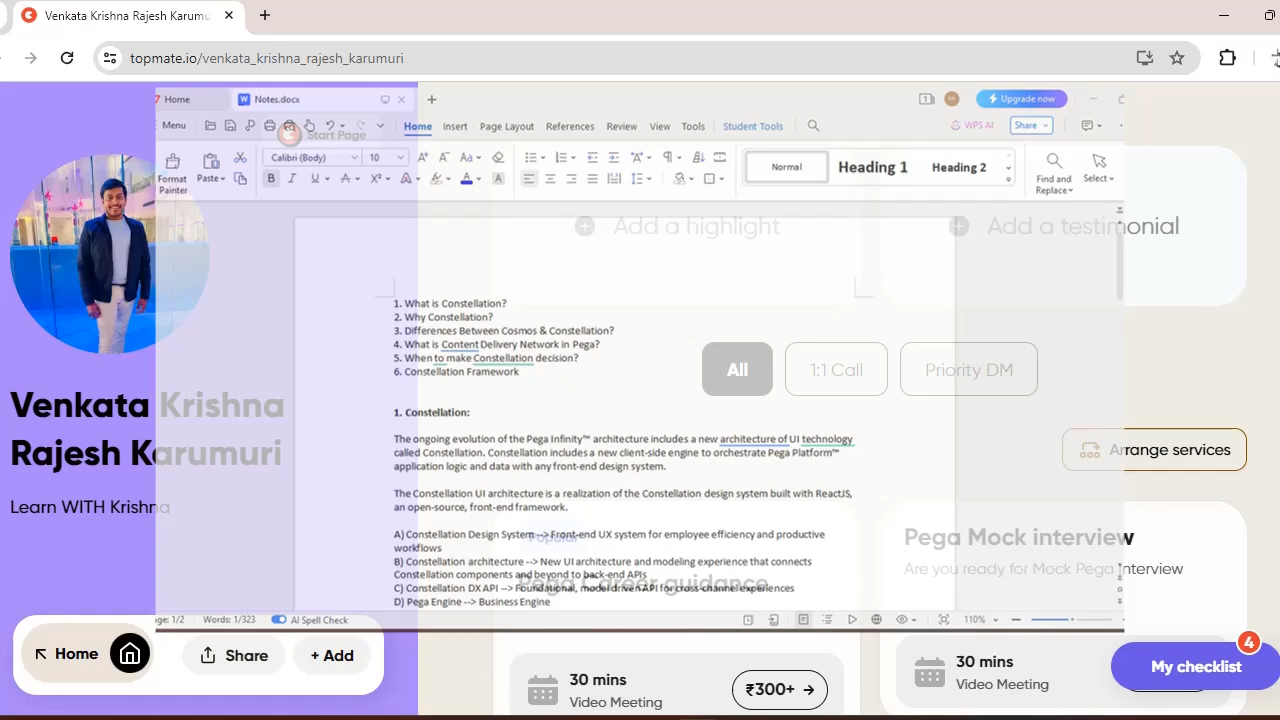 Venkata Krishna Rajesh Karumu
topmate.io/venkata_krishna_rajesh_karumuri
Home
Notes.docx
Upgrade now
Menu
Start Page
Home
Insert
Page Layout
References
Review
View
Tools
Student Tools
WPS AI
Share
Format
Painter
Paste
Calibri (Body)
10
Normal
Heading 1
Heading 2
Find and
Replace
Select
Add a highlight
Add a testimonial
1. What is Constellation?
2. Why Constellation?
3. Differences Between Cosmos & Constellation?
4. What is Content Delivery Network in Pega?
5. When to make Constellation decision?
6. Constellation Framework
All
1:1 Call
Priority DM
Venkata Krishna
Rajesh Karumuri
Learn WITH Krishna
1. Constellation:
The ongoing evolution of the Pega Infinity™ architecture includes a new architecture of UI technology
called Constellation. Constellation includes a new client-side engine to orchestrate Pega Platform™
application logic and data with any front-end design system.
Arrange services
The Constellation UI architecture is a realization of the Constellation design system built with ReactJS,
an open-source, front-end framework.
A) Constellation Design System --> Front-end UX system for employee efficiency and productive
workflows
B) Constellation architecture --> New UI architecture and modeling experience that connects
Constellation components and beyond to back-end APIs
C) Constellation DX API --> Foundational, model driven API for cross-channel experiences
D) Pega Engine --> Business Engine
Popular
Pega Career guidance
Pega Mock interview
Are you ready for Mock Pega Interview
age: 1/2
Words: 1/323
AI Spell Check
110%
Home
Share
+ Add
30 mins
Video Meeting
₹300+
30 mins
Video Meeting
My checklist
4